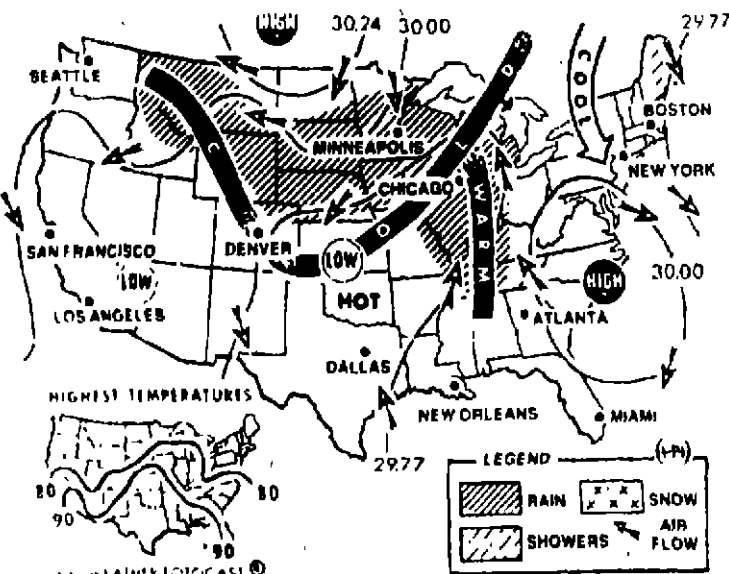 HIGH 30.24 30.00 29.77
SEATTLE
COOL
BOSTON
MINNEAPOLIS
NEW YORK
CHICAGO
WARM
COLD
SAN FRANCISCO
DENVER
LOW
LOW
HOT
HIGH
30.00
LOS ANGELES
ATLANTA
DALLAS
HIGHEST TEMPERATURES
NEW ORLEANS
MIAMI
29.77
80
80
90
90
LEGEND
RAIN
SNOW
SHOWERS
AIR
FLOW
FOTOCAST